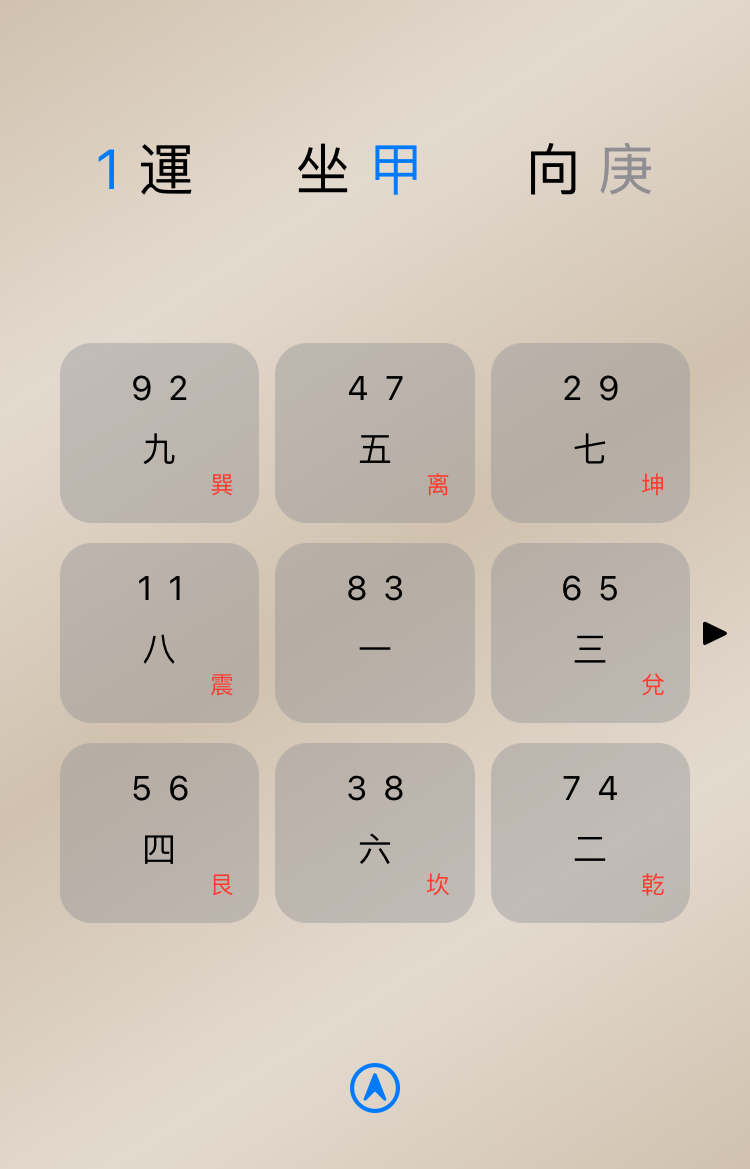 1 運 坐 甲 向 庚
9 2 4 7 2 9
九 五 七
巽 离 坤
1 1 8 3 6 5
八 一 三
震 兌
5 6 3 8 7 4
四 六 二
艮 坎 乾